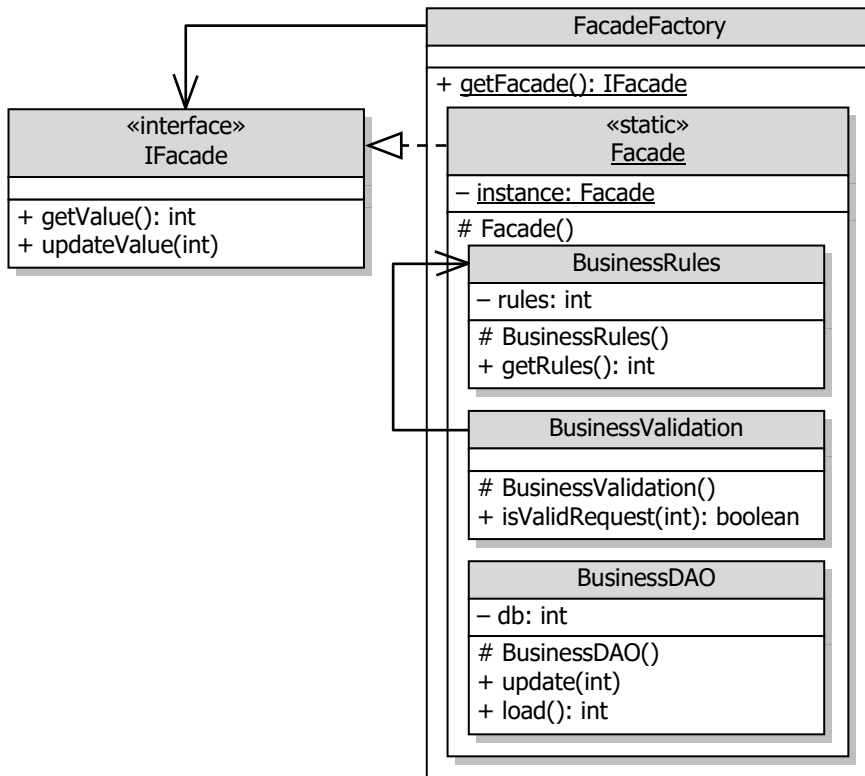 FacadeFactory
+ getFacade(): IFacade
«interface»
IFacade
+ getValue(): int
+ updateValue(int)
«static»
Facade
– instance: Facade
# Facade()
BusinessRules
– rules: int
# BusinessRules()
+ getRules(): int
BusinessValidation
# BusinessValidation()
+ isValidRequest(int): boolean
BusinessDAO
– db: int
# BusinessDAO()
+ update(int)
+ load(): int